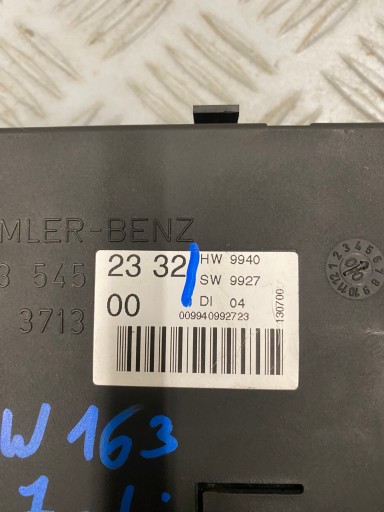 MLER-BENZ
3 545
23 32 HW 9940
SW 9927
3713
00 DI 04
009940992723
130700
W 163